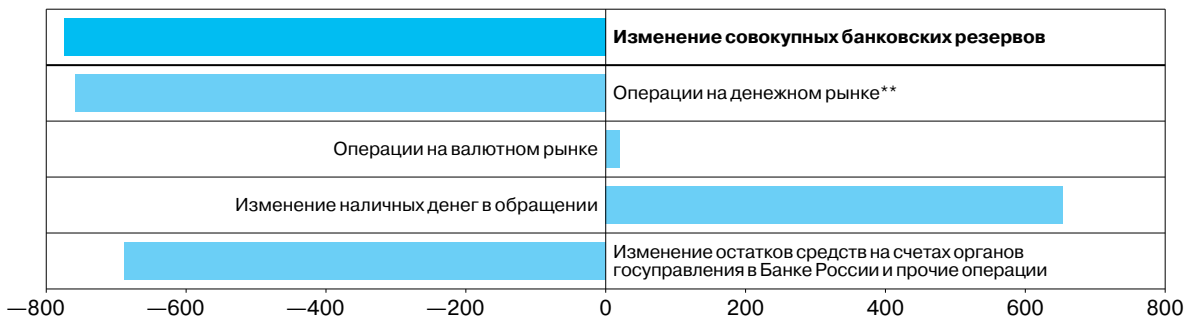 Изменение совокупных банковских резервов
Операции на денежном рынке**
Операции на валютном рынке
Изменение наличных денег в обращении
Изменение остатков средств на счетах органов
госуправления в Банке России и прочие операции
—800 —600 —400 —200 0 200 400 600 800